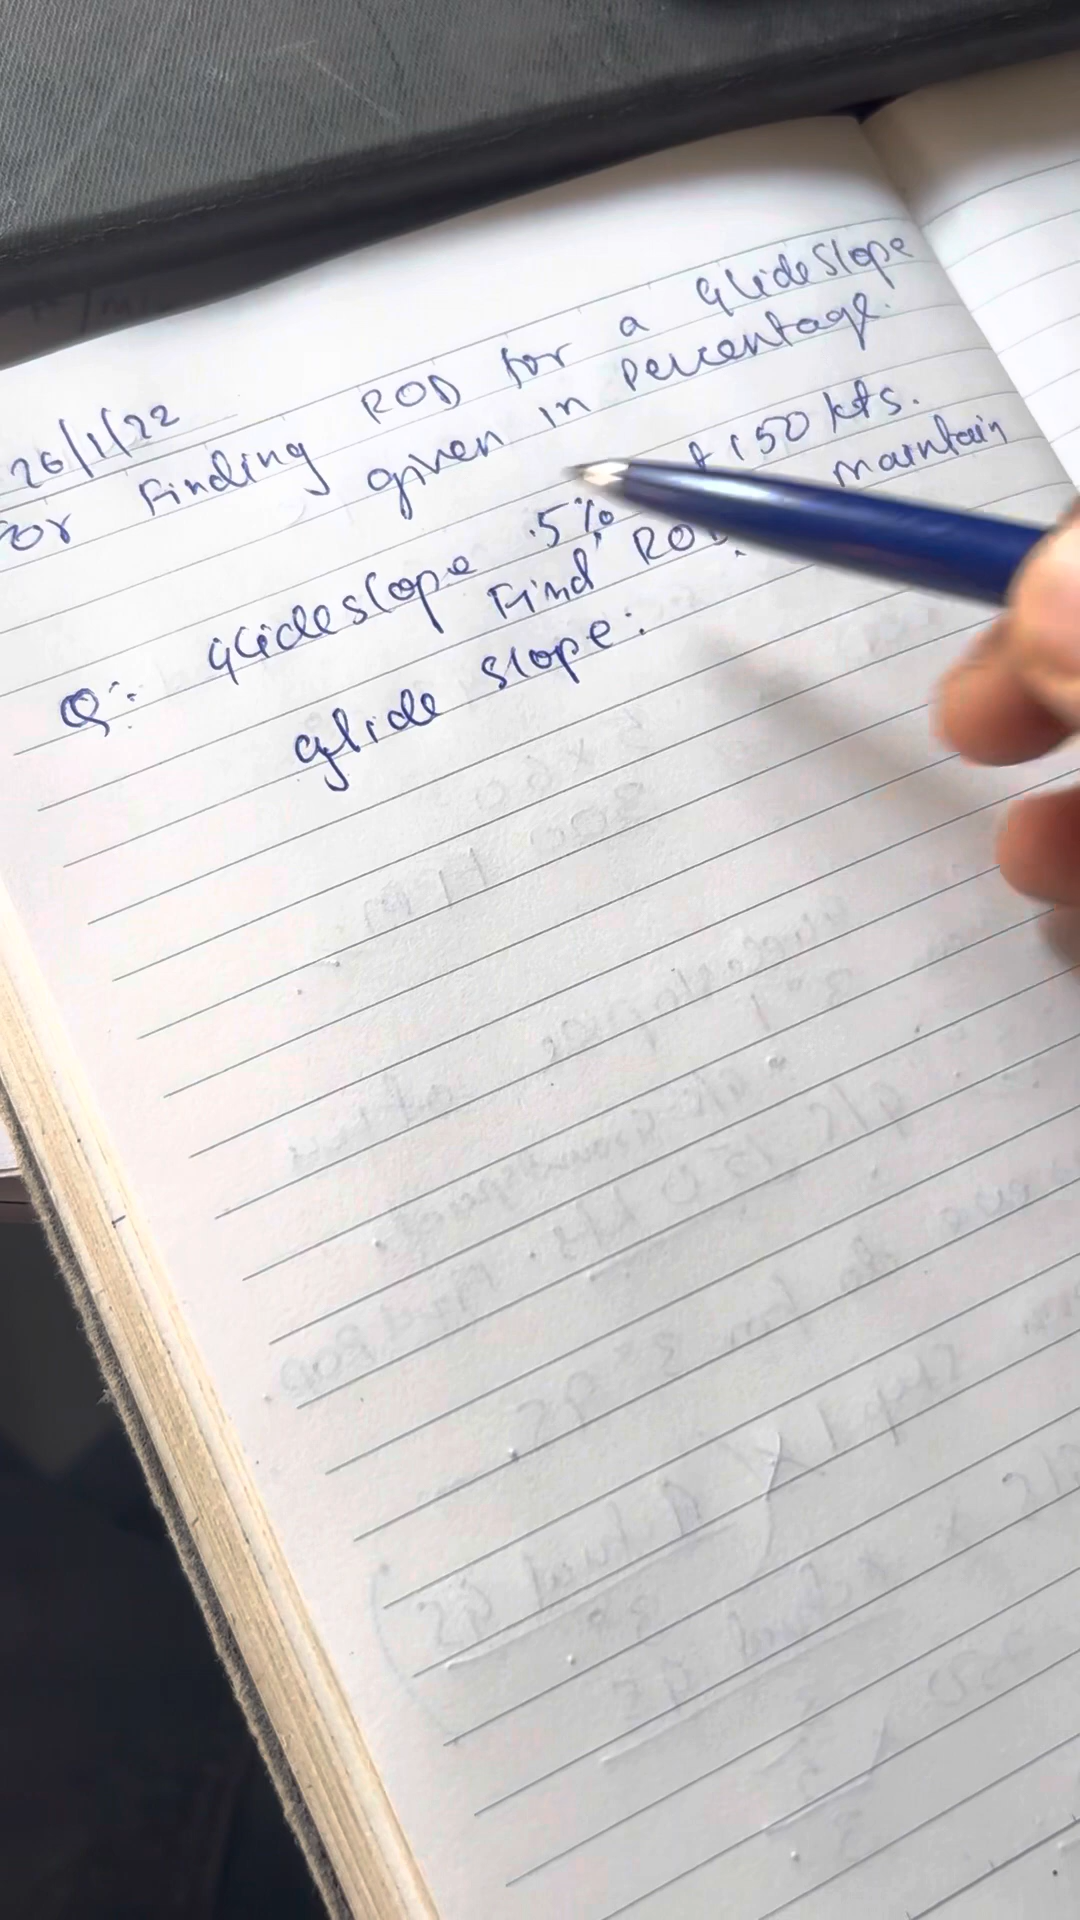 26/1/22
For Finding ROD for a GlideSlope
given in Percentage.
Q:- Glideslope .5% 150 kts.
Find ROD maintain
glide slope: